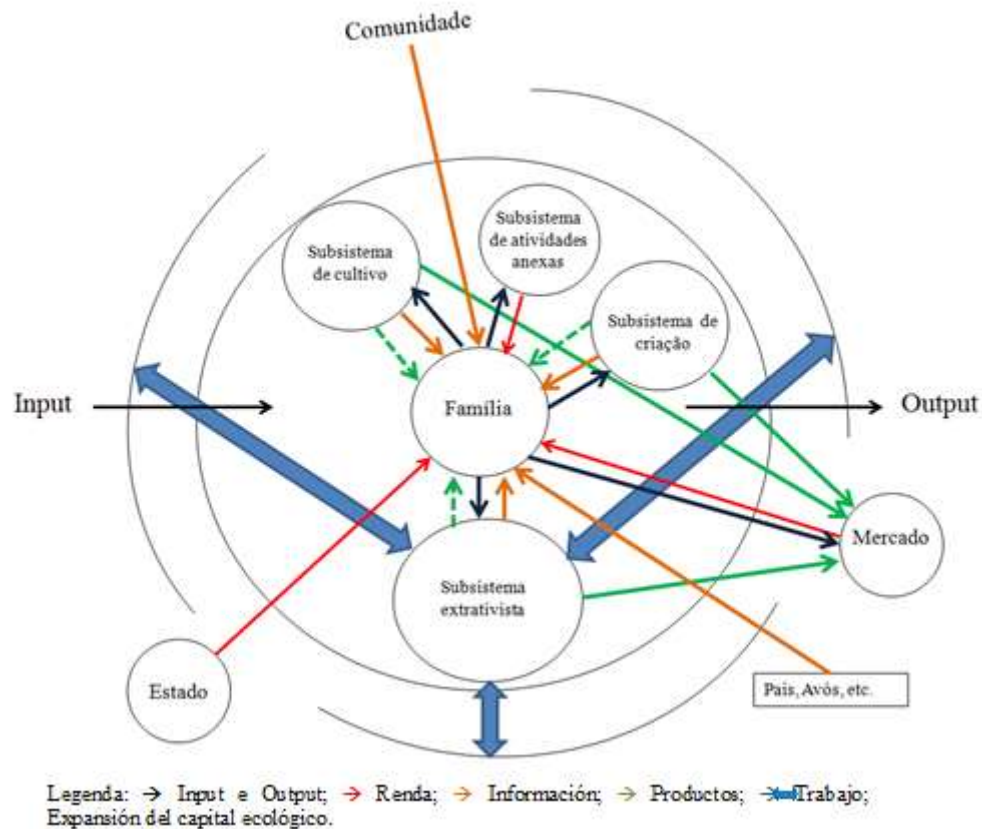 Comunidade
Subsistema
de cultivo
Subsistema
de atividades
anexas
Subsistema de
criação
Input
Família
Output
Subsistema
extrativista
Mercado
Estado
Pais, Avós, etc.
Legenda: → Input e Output; → Renda; → Información; → Productos; → Trabajo;
Expansión del capital ecológico.